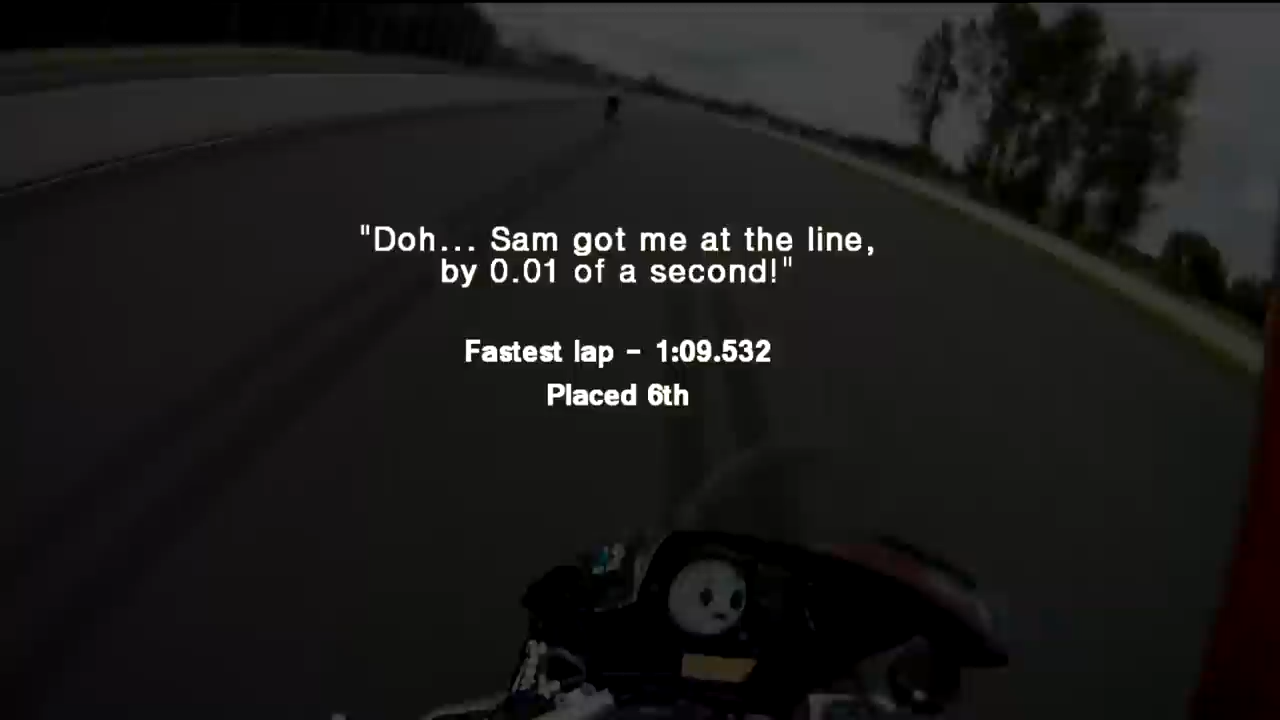 "Doh... Sam got me at the line,
by 0.01 of a second!"
Fastest lap - 1:09.532
Placed 6th